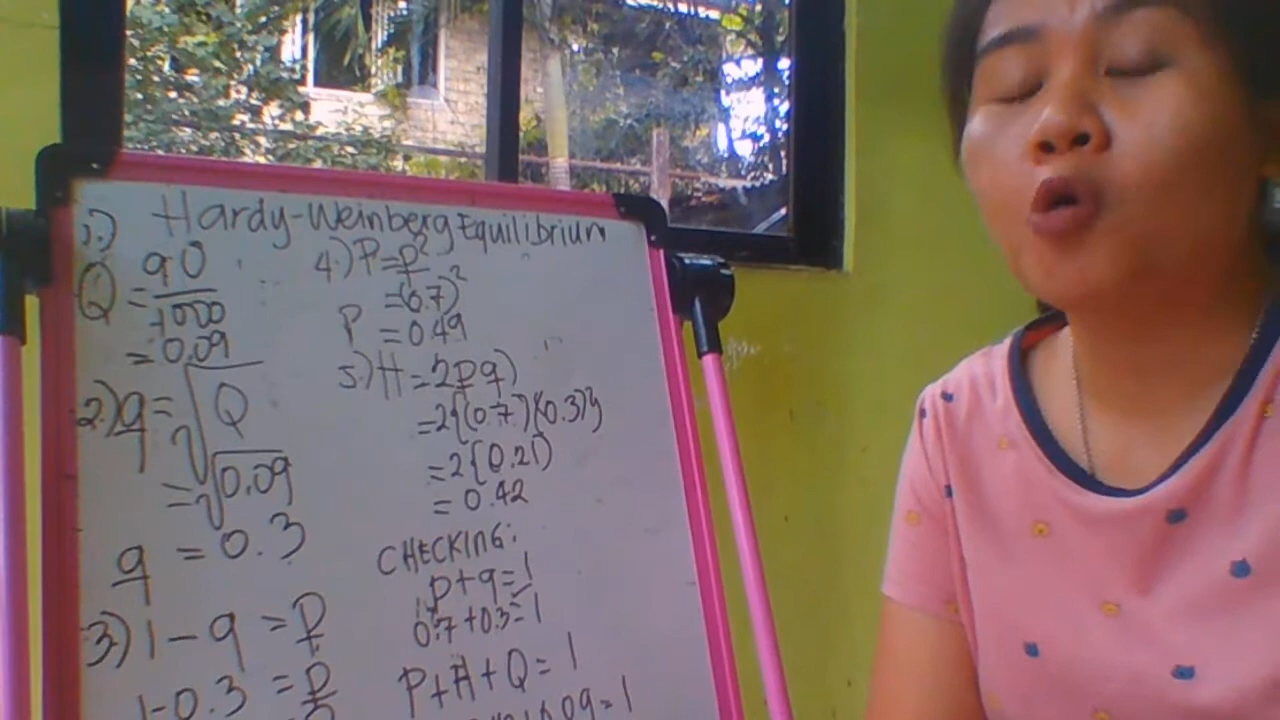 Hardy-Weinberg Equilibrium
1.)
Q = 90
1000
= 0.09
2.) q = √Q
= √0.09
q = 0.3
3.) 1 - q = p
1 - 0.3 = p
4.) P = p²
= (0.7)²
P = 0.49
5.) H = 2pq)
= 2{(0.7)(0.3)}
= 2{0.21)
= 0.42
CHECKING:
p + q = 1
0.7 + 0.3 = 1
P + H + Q = 1
09 = 1